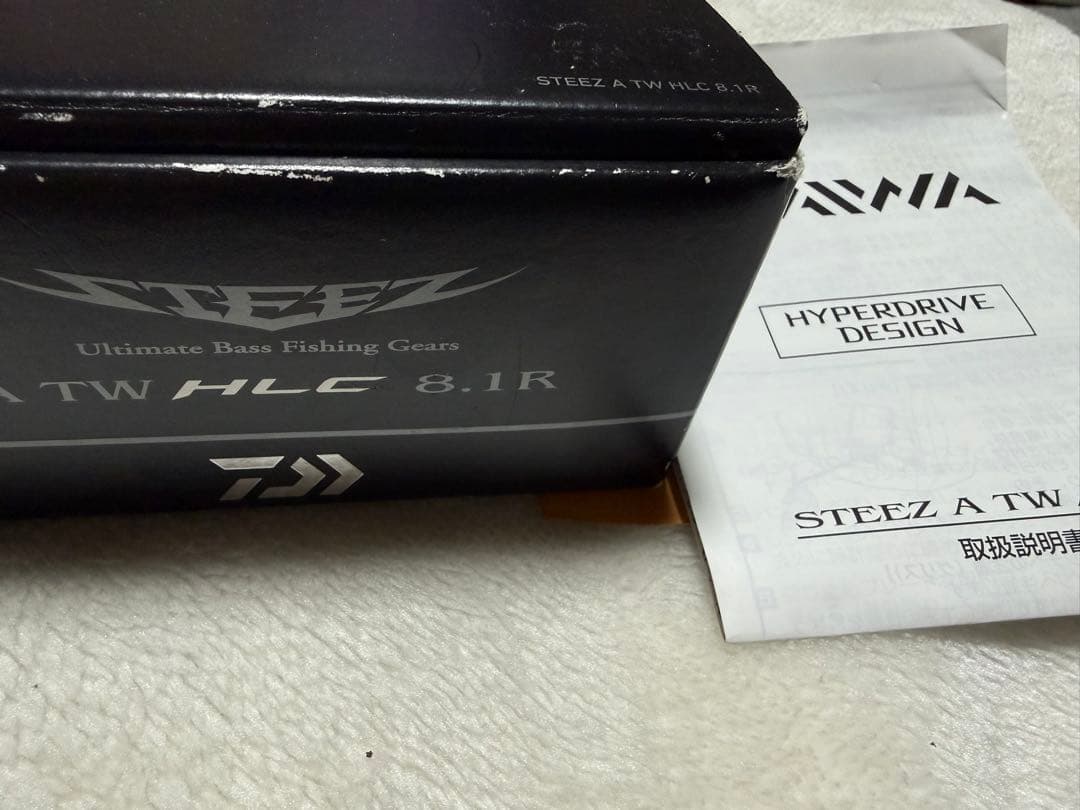 STEEZ A TW HLC 8.1R
STEEZ
Ultimate Bass Fishing Gears
A TW HLC 8.1R
HYPERDRIVE
DESIGN
STEEZ A TW
取扱説明書